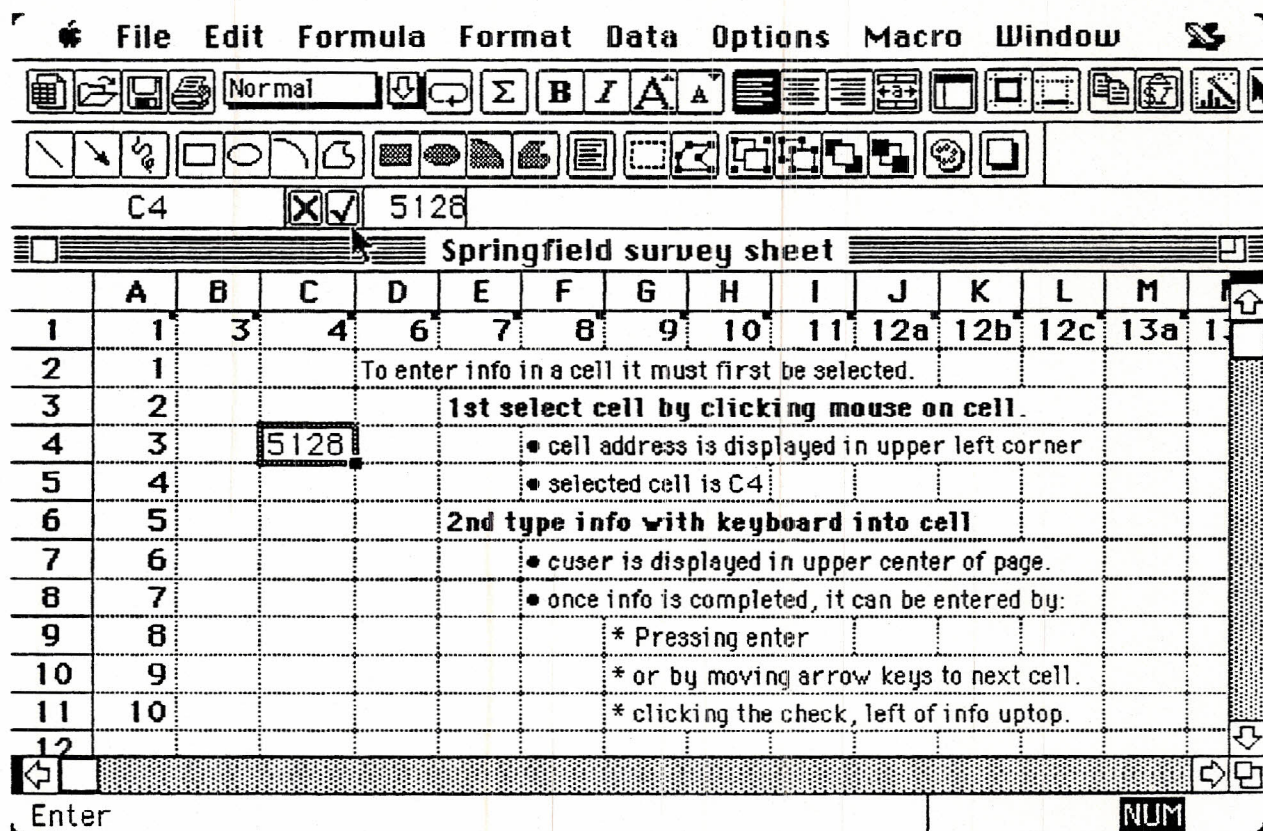 File Edit Formula Format Data Options Macro Window
Normal Σ B I A A a
C4 5128
Springfield survey sheet
A B C D E F G H I J K L M
1 1 3 4 6 7 8 9 10 11 12a 12b 12c 13a
2 1 To enter info in a cell it must first be selected.
3 2 1st select cell by clicking mouse on cell.
4 3 5128 • cell address is displayed in upper left corner
5 4 • selected cell is C4
6 5 2nd type info with keyboard into cell
7 6 • cuser is displayed in upper center of page.
8 7 • once info is completed, it can be entered by:
9 8 * Pressing enter
10 9 * or by moving arrow keys to next cell.
11 10 * clicking the check, left of info uptop.
12
Enter NUM